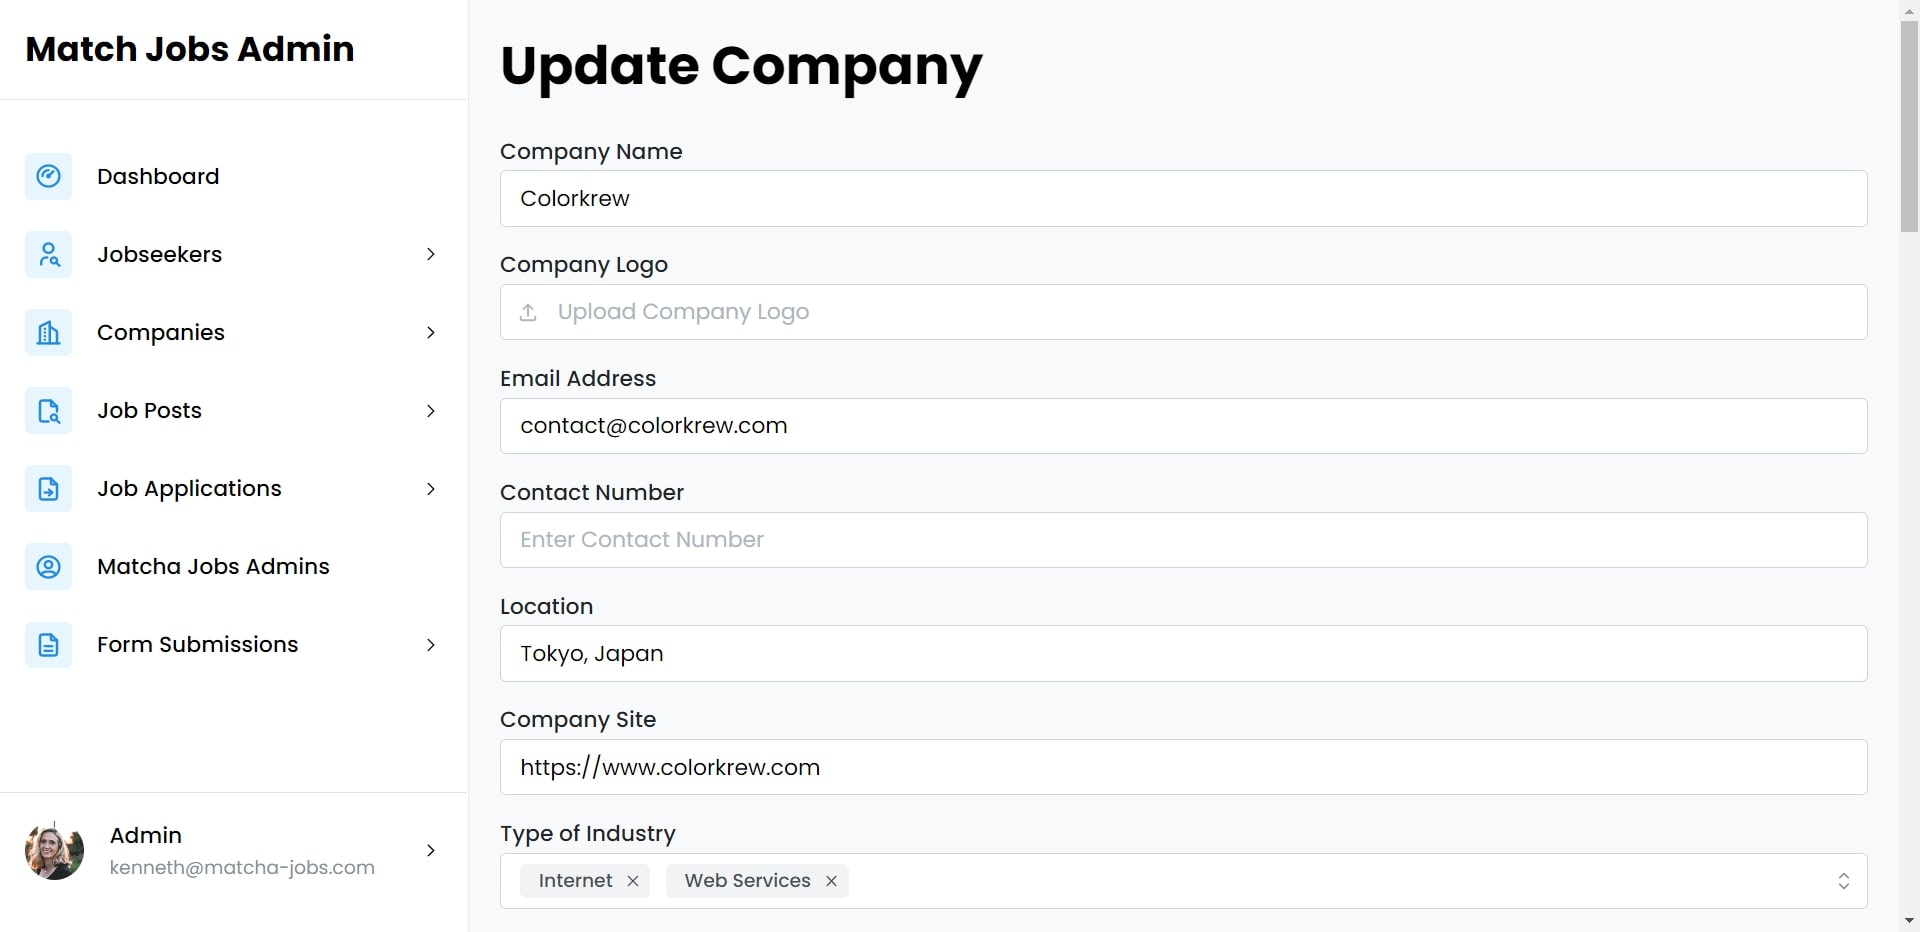 Match Jobs Admin
Dashboard
Jobseekers
Companies
Job Posts
Job Applications
Matcha Jobs Admins
Form Submissions
Admin
kenneth@matcha-jobs.com
Update Company
Company Name
Colorkrew
Company Logo
Upload Company Logo
Email Address
contact@colorkrew.com
Contact Number
Enter Contact Number
Location
Tokyo, Japan
Company Site
https://www.colorkrew.com
Type of Industry
Internet Web Services